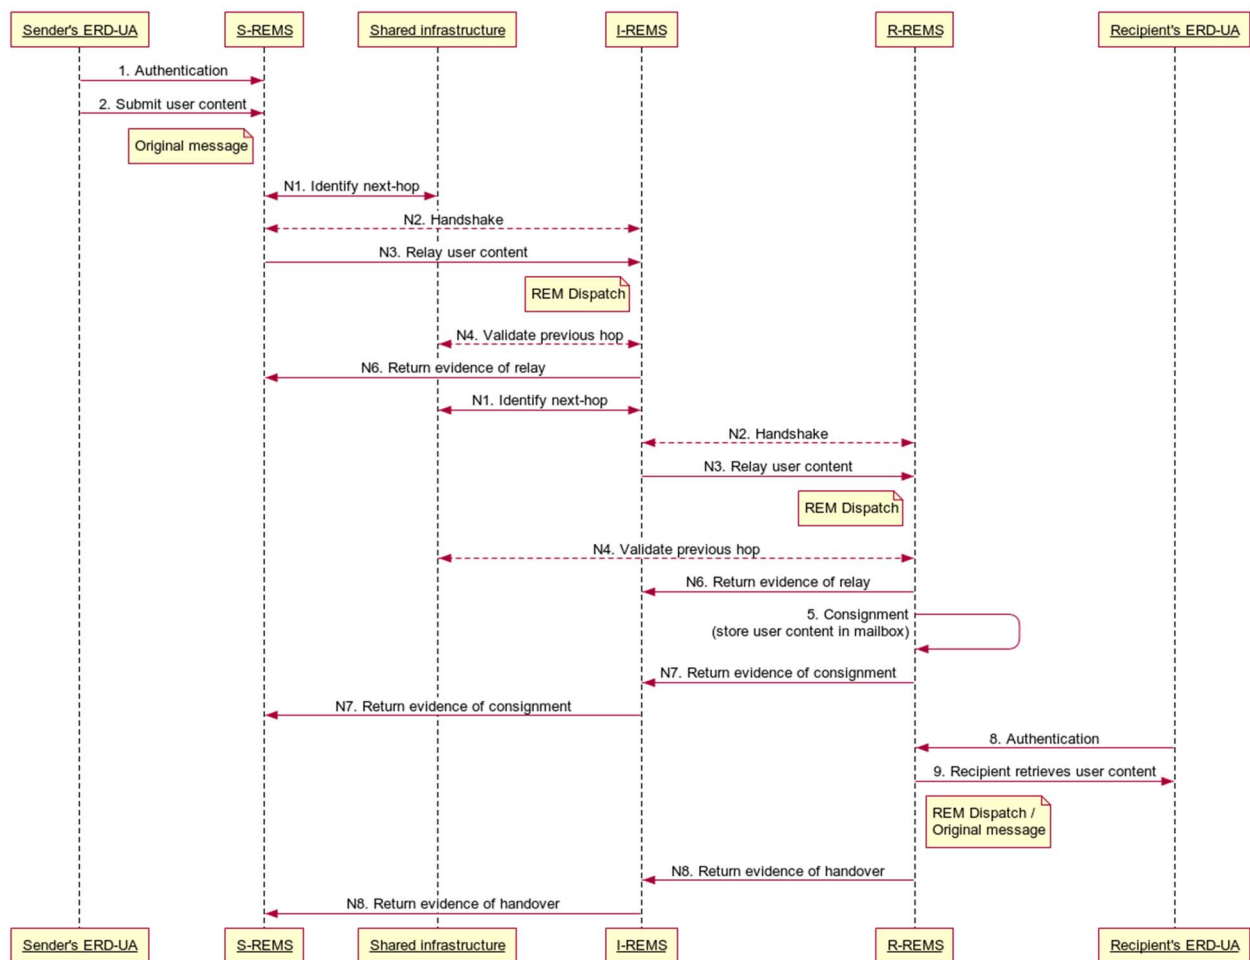 Sender's ERD-UA
S-REMS
Shared infrastructure
I-REMS
R-REMS
Recipient's ERD-UA
1. Authentication
2. Submit user content
Original message
N1. Identify next-hop
N2. Handshake
N3. Relay user content
REM Dispatch
N4. Validate previous hop
N6. Return evidence of relay
N1. Identify next-hop
N2. Handshake
N3. Relay user content
REM Dispatch
N4. Validate previous hop
N6. Return evidence of relay
5. Consignment
(store user content in mailbox)
N7. Return evidence of consignment
N7. Return evidence of consignment
8. Authentication
9. Recipient retrieves user content
REM Dispatch /
Original message
N8. Return evidence of handover
N8. Return evidence of handover
Sender's ERD-UA
S-REMS
Shared infrastructure
I-REMS
R-REMS
Recipient's ERD-UA